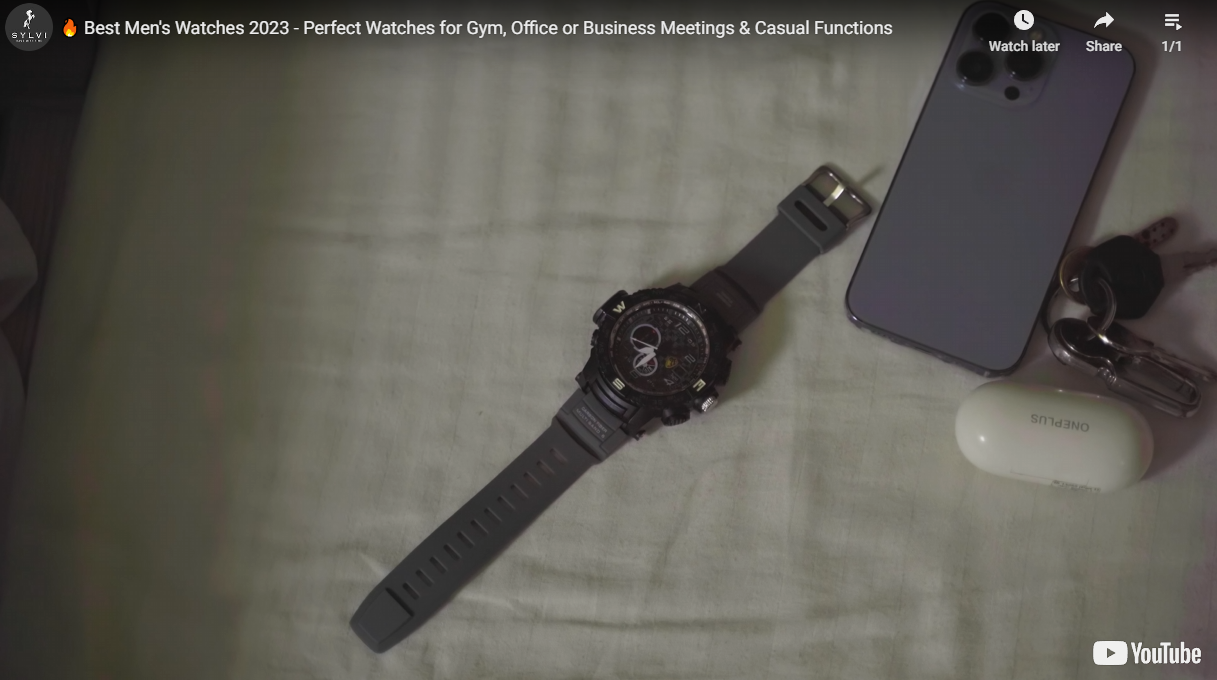 SYLVI
🔥 Best Men's Watches 2023 - Perfect Watches for Gym, Office or Business Meetings & Casual Functions
Watch later
Share
1/1
W
12
S
E
ONEPLUS
YouTube